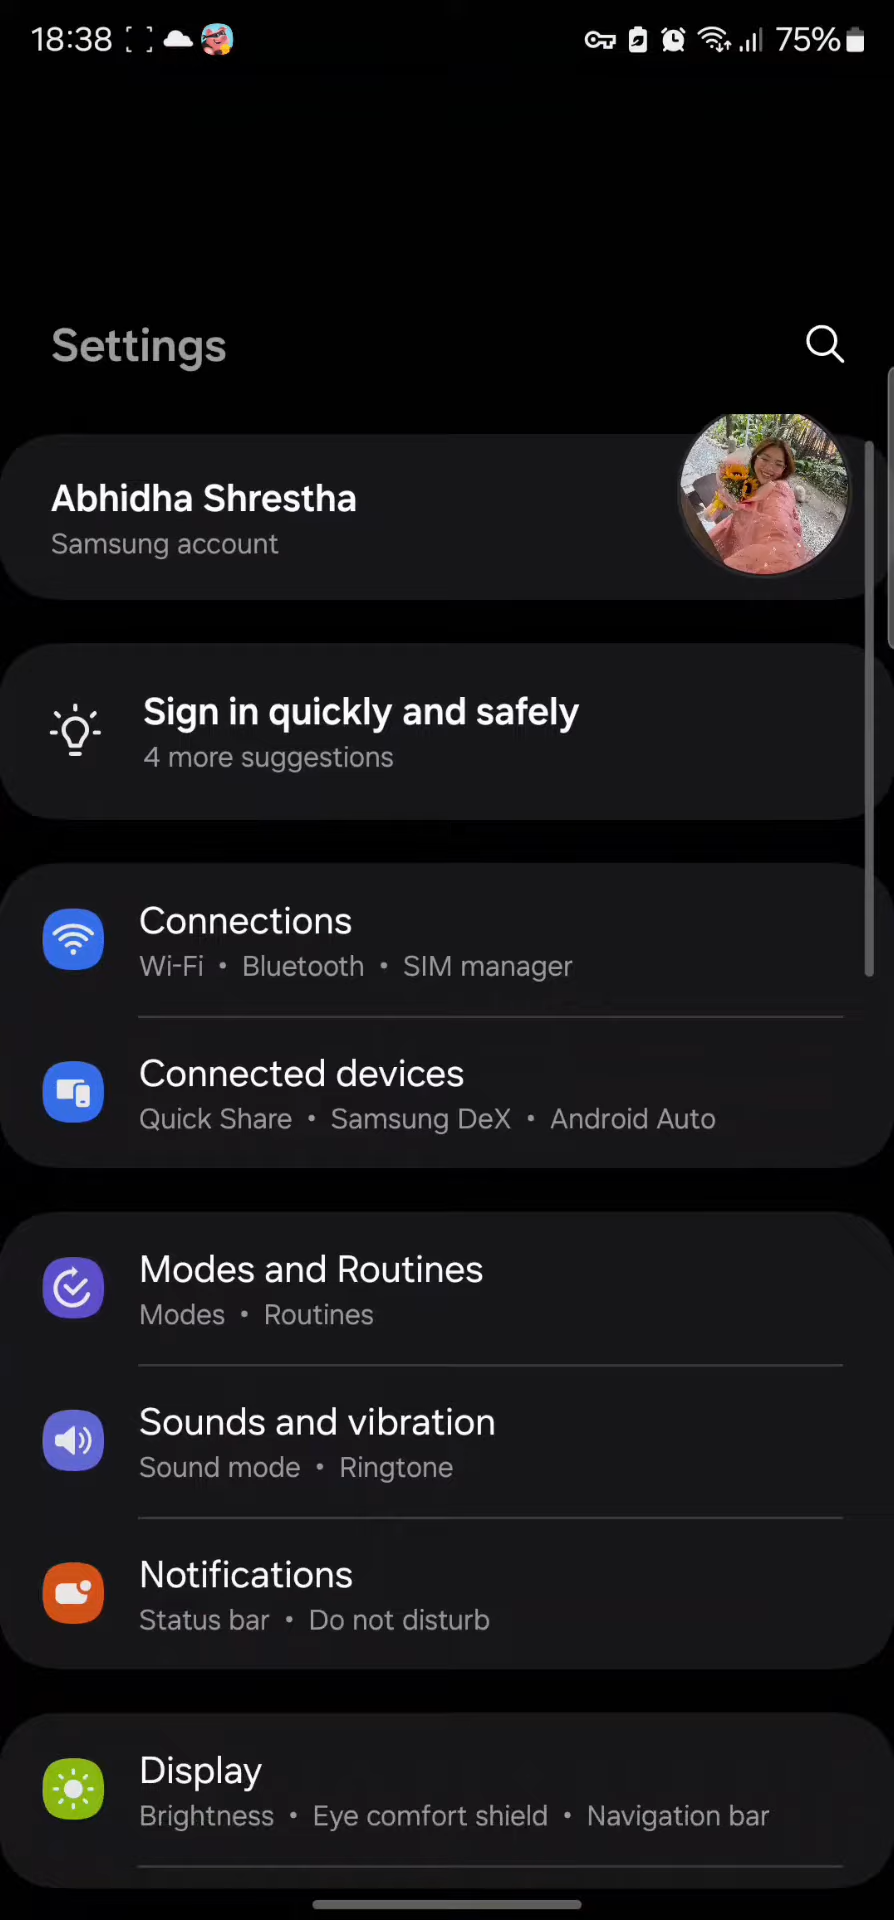 18:38 75%
Settings
Abhidha Shrestha
Samsung account
Sign in quickly and safely
4 more suggestions
Connections
Wi-Fi • Bluetooth • SIM manager
Connected devices
Quick Share • Samsung DeX • Android Auto
Modes and Routines
Modes • Routines
Sounds and vibration
Sound mode • Ringtone
Notifications
Status bar • Do not disturb
Display
Brightness • Eye comfort shield • Navigation bar